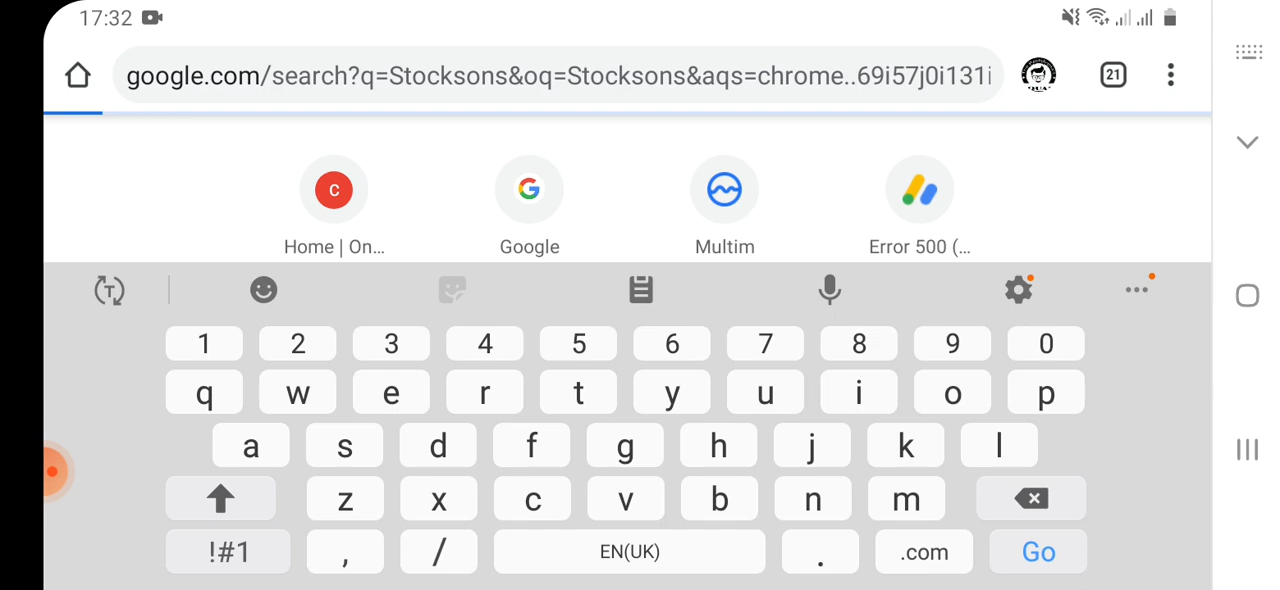 17:32
google.com/search?q=Stocksons&oq=Stocksons&aqs=chrome..69i57j0i131i
21
C
Home | On... Google Multim Error 500 (...
T
1 2 3 4 5 6 7 8 9 0
q w e r t y u i o p
a s d f g h j k l
z x c v b n m
!#1 , / EN(UK) . .com Go